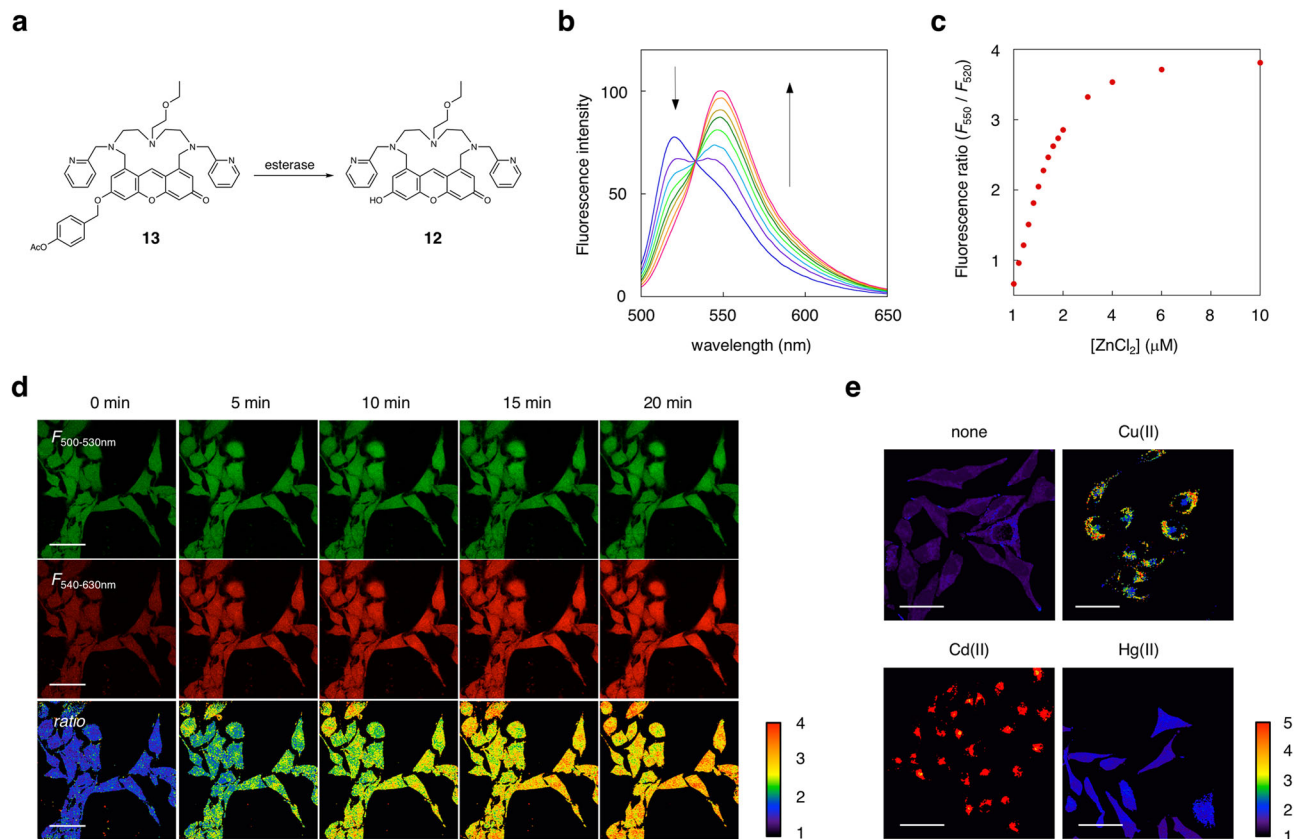 a
b
c
N
N
N
N
N
O
O
O
O
AcO
13
esterase
N
N
N
N
N
O
HO
O
O
12
Fluorescence intensity
100
50
0
500
550
600
650
wavelength (nm)
Fluorescence ratio (F550 / F520)
4
3
2
1
1
2
4
6
8
10
[ZnCl2] (μM)
d
0 min
5 min
10 min
15 min
20 min
F500-530nm
F540-630nm
ratio
4
3
2
1
e
none
Cu(II)
Cd(II)
Hg(II)
5
4
3
2
1